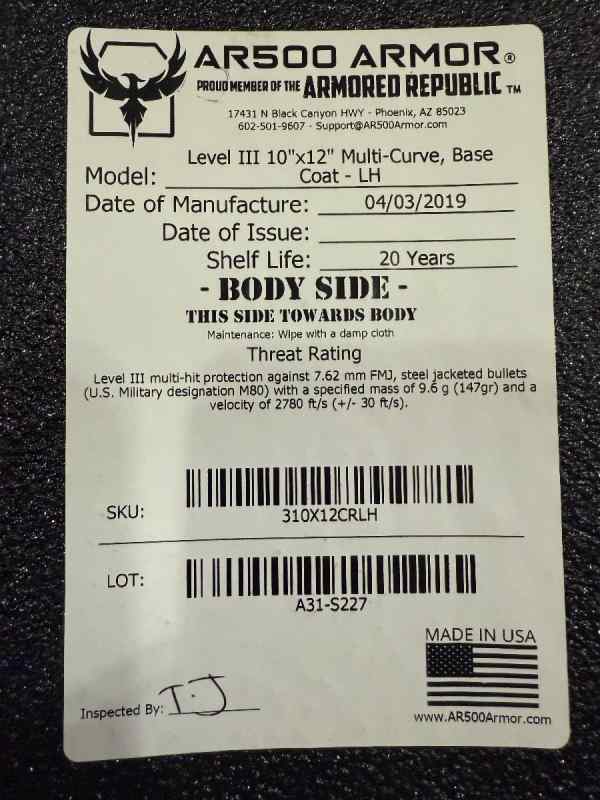 AR500 ARMOR®
PROUD MEMBER OF THE ARMORED REPUBLIC™
17431 N Black Canyon HWY - Phoenix, AZ 85023
602-501-9607 - Support@AR500Armor.com
Level III 10"x12" Multi-Curve, Base
Model: Coat - LH
Date of Manufacture: 04/03/2019
Date of Issue:
Shelf Life: 20 Years
- BODY SIDE -
THIS SIDE TOWARDS BODY
Maintenance: Wipe with a damp cloth
Threat Rating
Level III multi-hit protection against 7.62 mm FMJ, steel jacketed bullets
(U.S. Military designation M80) with a specified mass of 9.6 g (147gr) and a
velocity of 2780 ft/s (+/- 30 ft/s).
SKU:
310X12CRLH
LOT:
A31-S227
MADE IN USA
Inspected By: T.J
www.AR500Armor.com